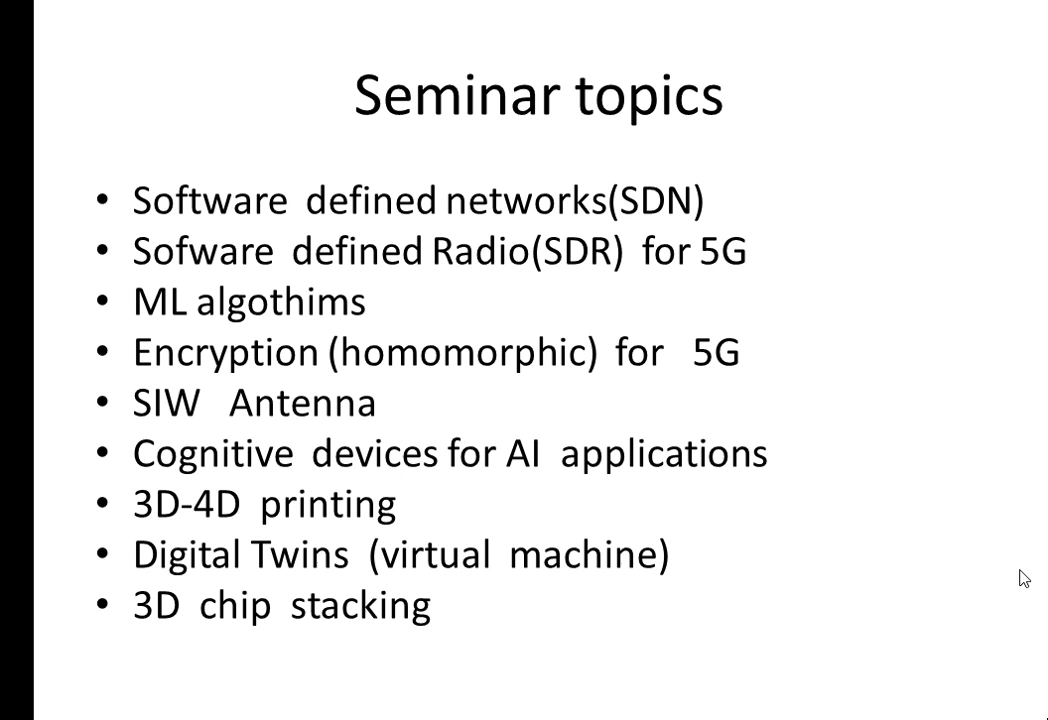 Seminar topics
• Software defined networks(SDN)
• Sofware defined Radio(SDR) for 5G
• ML algothims
• Encryption (homomorphic) for 5G
• SIW Antenna
• Cognitive devices for AI applications
• 3D-4D printing
• Digital Twins (virtual machine)
• 3D chip stacking